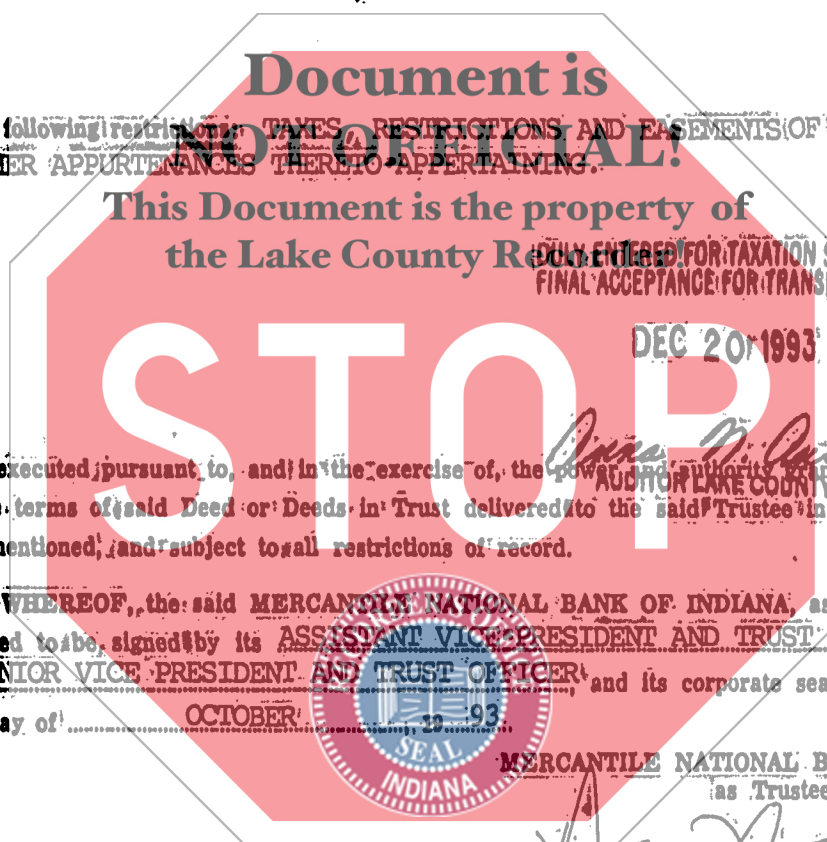 Document is
following restrictions: TAXES, RESTRICTIONS AND EASEMENTS OF
NOT OFFICIAL!
ER APPURTENANCES THERETO APPERTAINING.
This Document is the property of
the Lake County Recorder!
DULY ENTERED FOR TAXATION S
FINAL ACCEPTANCE FOR TRANS
DEC 20 1993
STOP
executed pursuant to, and in the exercise of, the power and authority
AUDITOR LAKE COUNTY
terms of said Deed or Deeds in Trust delivered to the said Trustee in
mentioned, and subject to all restrictions of record.
WHEREOF, the said MERCANTILE NATIONAL BANK OF INDIANA, as
ed to be signed by its ASSISTANT VICE PRESIDENT AND TRUST
NIOR VICE PRESIDENT AND TRUST OFFICER, and its corporate sea
ay of OCTOBER, 19 93.
SEAL
INDIANA
MERCANTILE NATIONAL B
as Trustee